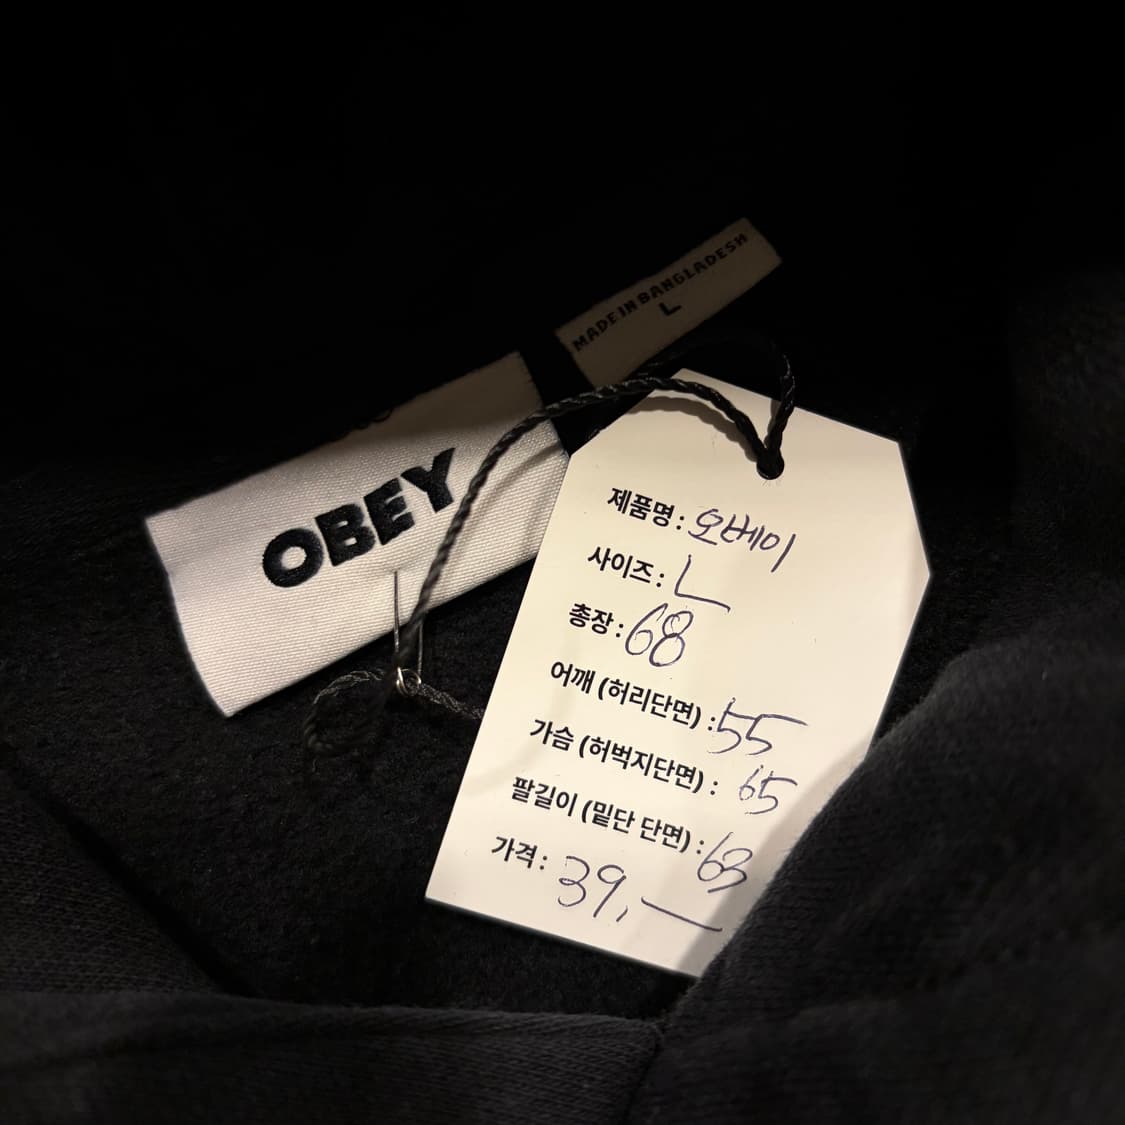 MADE IN BANGLADESH
L
OBEY
제품명 : 오베이
사이즈 : L
총장 : 68
어깨 (허리단면) : 55
가슴 (허벅지단면) : 65
팔길이 (밑단 단면) : 63
가격 : 39,—